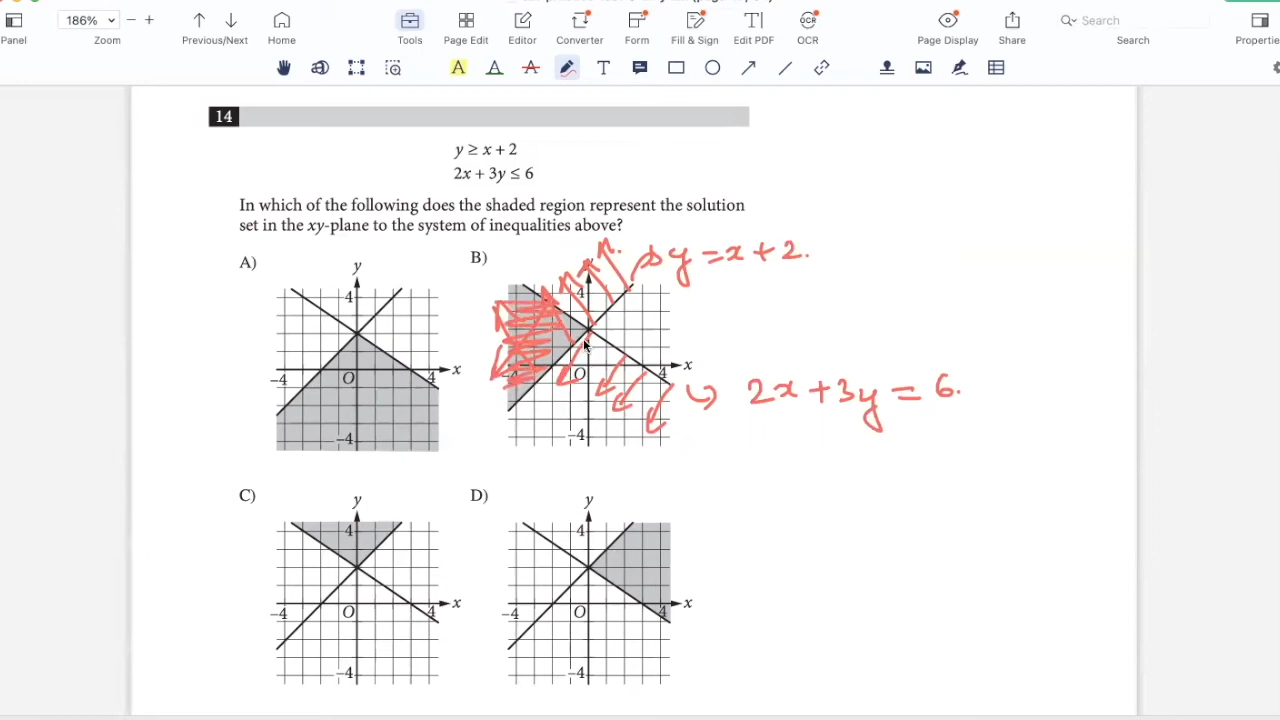 186%
Panel Zoom Previous/Next Home Tools Page Edit Editor Converter Form Fill & Sign Edit PDF OCR Page Display Share Search
OCR
Search
14
y ≥ x + 2
2x + 3y ≤ 6
In which of the following does the shaded region represent the solution
set in the xy-plane to the system of inequalities above?
A)
y
4
x
−4
O
4
−4
B)
y = x + 2.
4
x
O
4
−4
2x + 3y = 6.
C)
y
4
x
−4
O
4
−4
D)
y
4
x
−4
O
4
−4